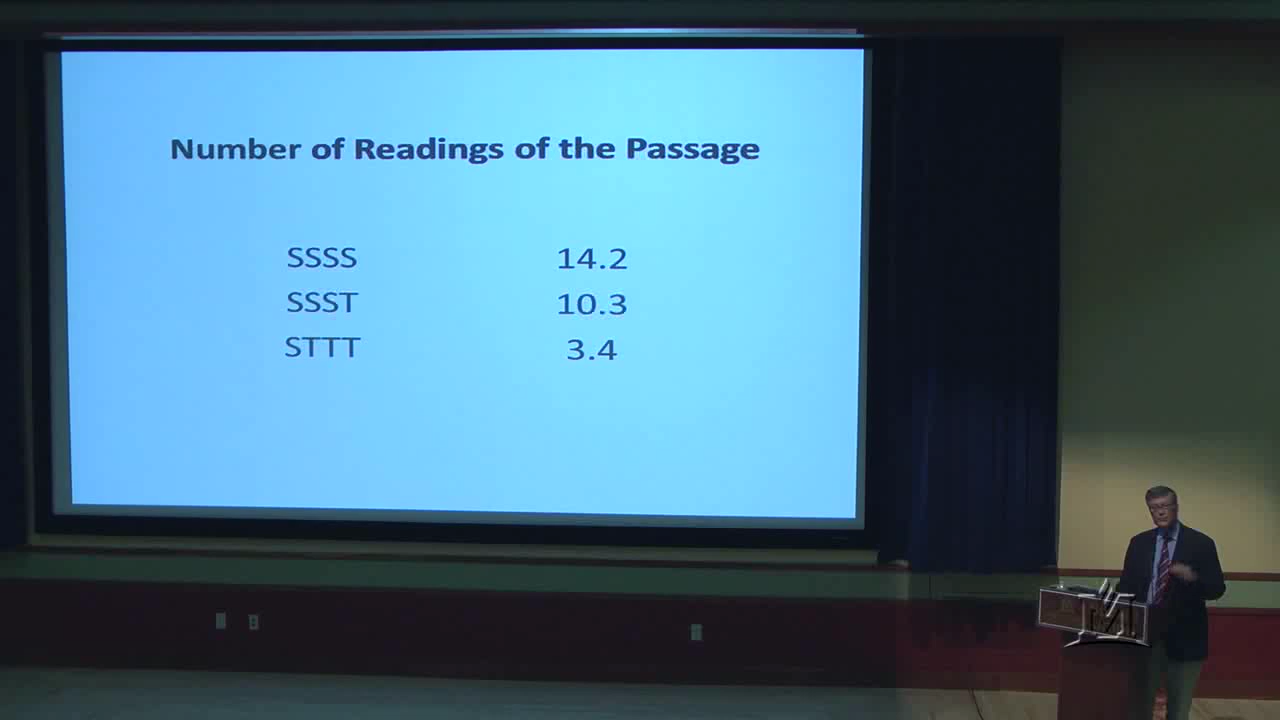 Number of Readings of the Passage
SSSS 14.2
SSST 10.3
STTT 3.4